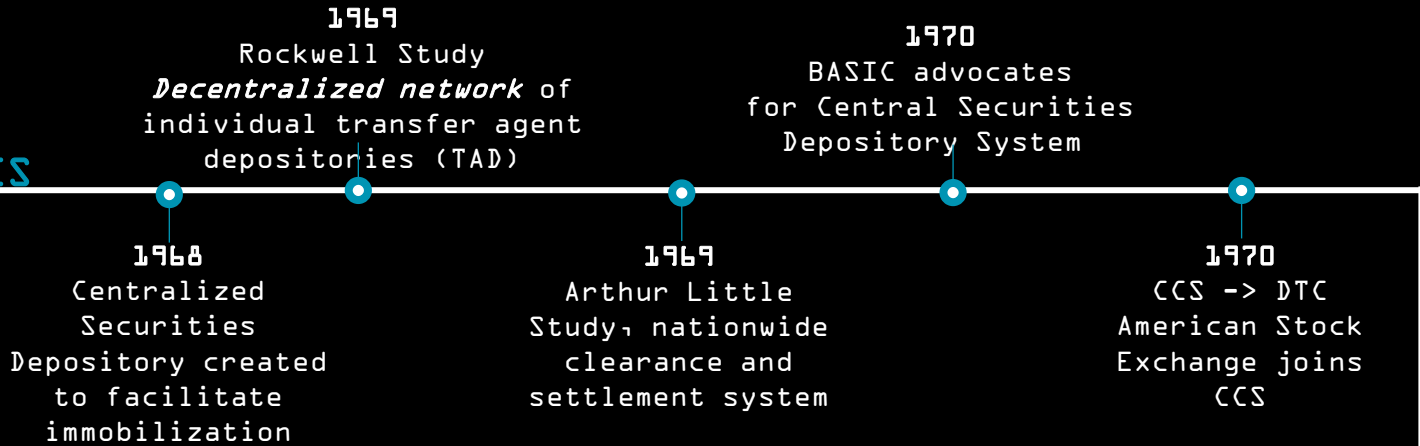 1969
Rockwell Study
Decentralized network of
individual transfer agent
depositories (TAD)
1970
BASIC advocates
for Central Securities
Depository System
1968
Centralized
Securities
Depository created
to facilitate
immobilization
1969
Arthur Little
Study, nationwide
clearance and
settlement system
1970
CCS -> DTC
American Stock
Exchange joins
CCS